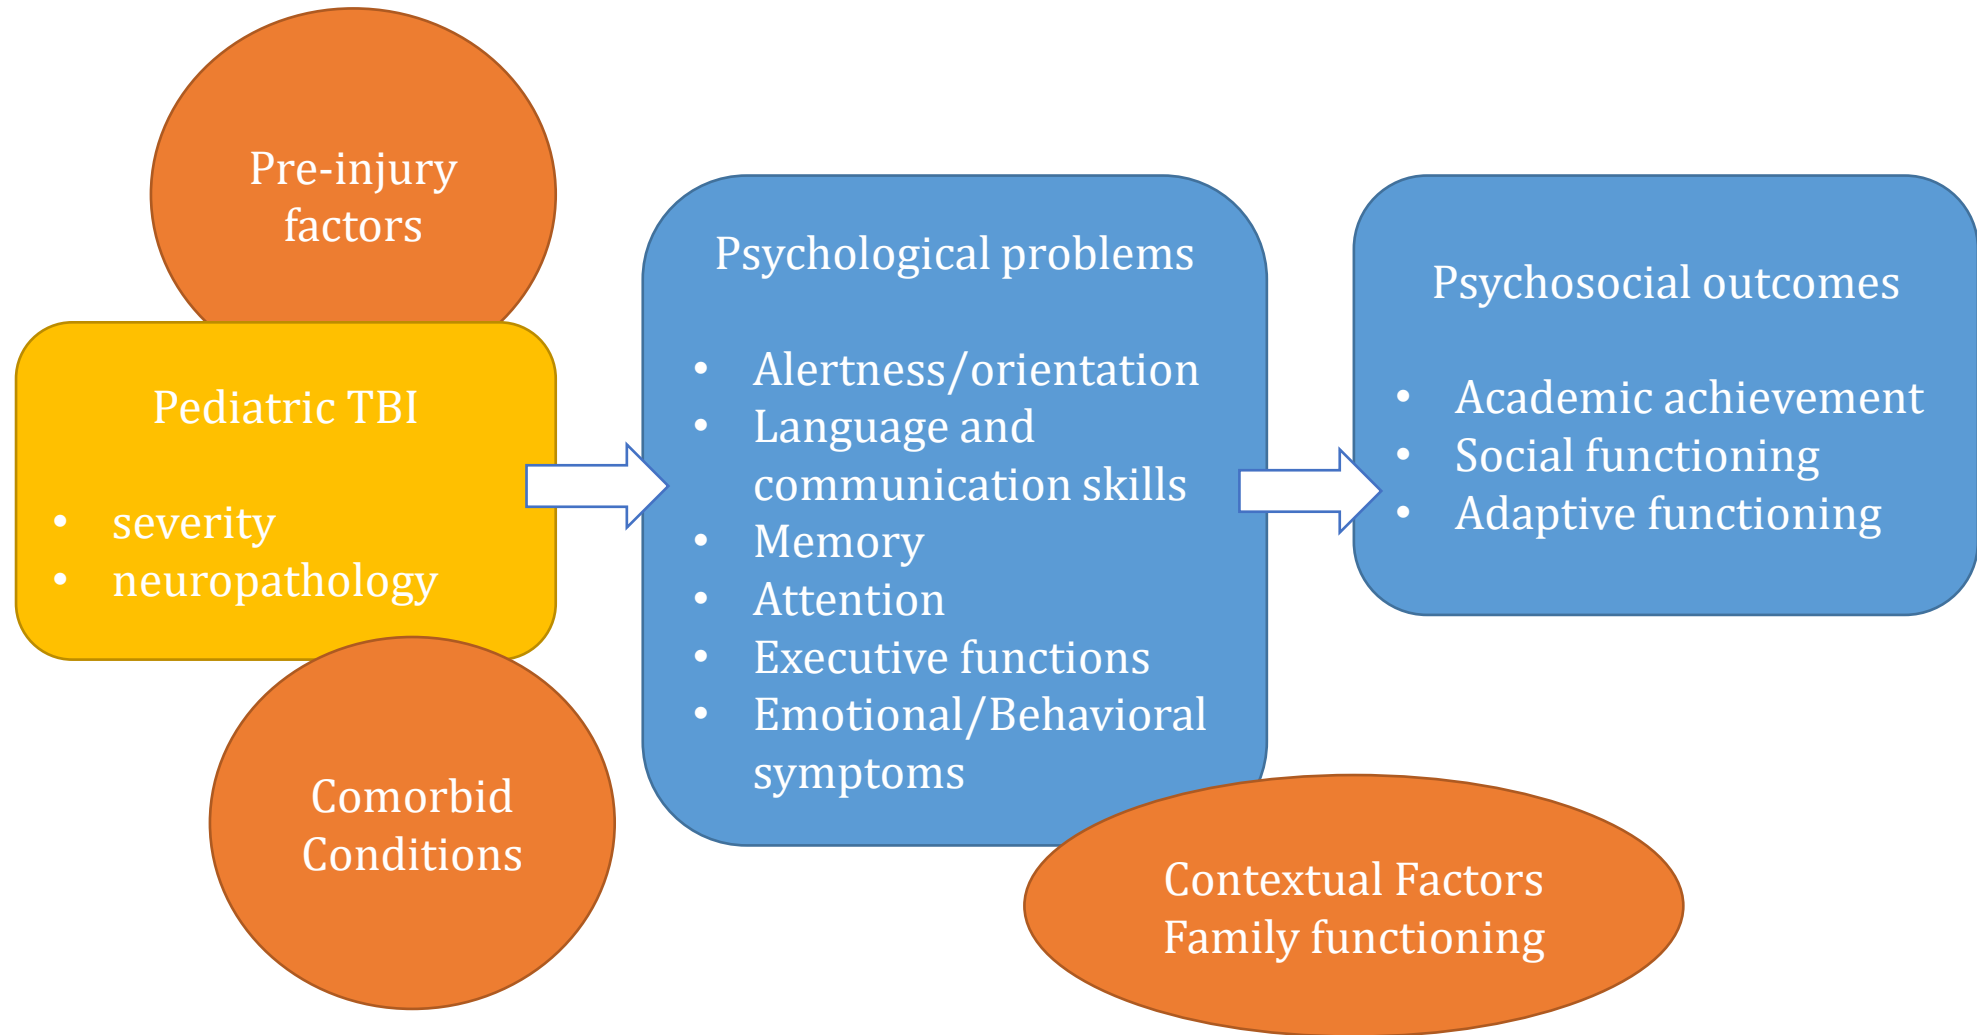 Pre-injury
factors
Pediatric TBI
• severity
• neuropathology
Comorbid
Conditions
Psychological problems
• Alertness/orientation
• Language and
communication skills
• Memory
• Attention
• Executive functions
• Emotional/Behavioral
symptoms
Psychosocial outcomes
• Academic achievement
• Social functioning
• Adaptive functioning
Contextual Factors
Family functioning